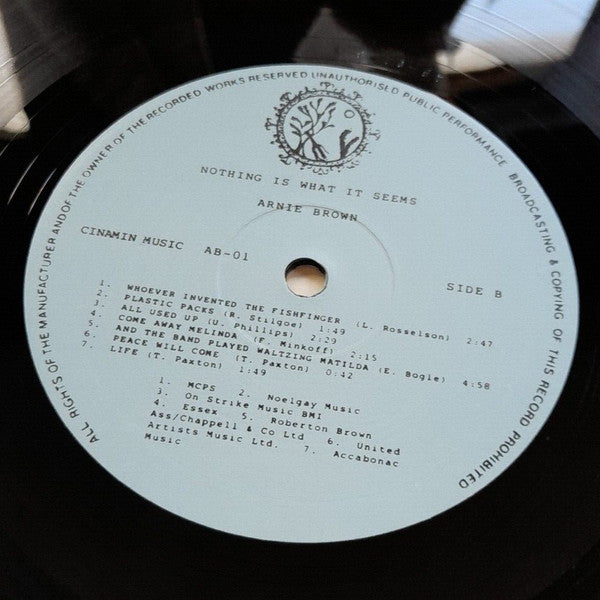 ALL RIGHTS OF THE MANUFACTURER AND OF THE OWNER OF THE RECORDED WORKS RESERVED UNAUTHORISED PUBLIC PERFORMANCE BROADCASTING & COPYING OF THIS RECORD PROHIBITED
NOTHING IS WHAT IT SEEMS
ARNIE BROWN
CINAMIN MUSIC AB-01
SIDE B
1. WHOEVER INVENTED THE FISHFINGER (L. Rosselson) 2:47
2. PLASTIC PACKS (R. Stilgoe) 1:49
3. ALL USED UP (U. Phillips) 2:29
4. COME AWAY MELINDA (F. Minkoff) 2:15
5. AND THE BAND PLAYED WALTZING MATILDA (E. Bogle) 4:58
6. PEACE WILL COME (T. Paxton) 0:42
7. LIFE (T. Paxton) 1:49
1. MCPS 2. Noelgay Music
3. On Strike Music BMI
4. Essex 5. Roberton Brown
Ass/Chappell & Co Ltd 6. United
Artists Music Ltd. 7. Accabonac
Music